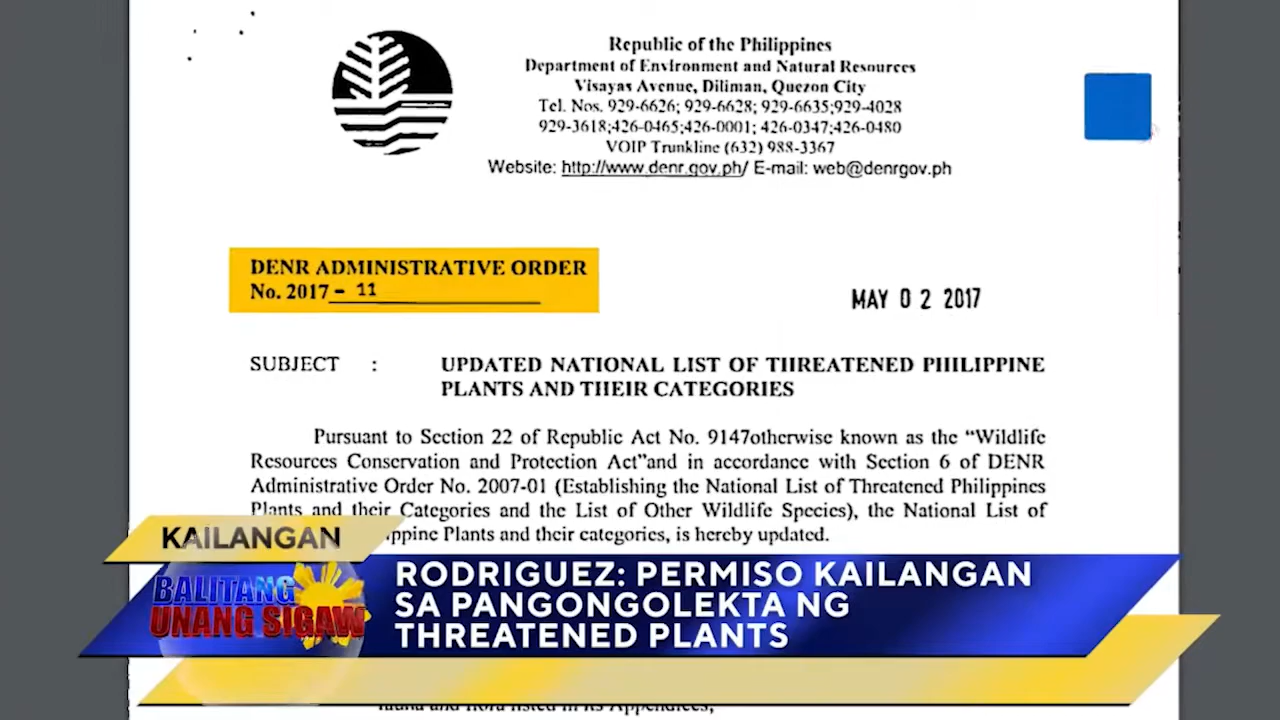 Republic of the Philippines
Department of Environment and Natural Resources
Visayas Avenue, Diliman, Quezon City
Tel. Nos. 929-6626; 929-6628; 929-6635;929-4028
929-3618;426-0465;426-0001; 426-0347;426-0480
VOIP Trunkline (632) 988-3367
Website: http://www.denr.gov.ph/ E-mail: web@denrgov.ph
DENR ADMINISTRATIVE ORDER
No. 2017 - 11
MAY 02 2017
SUBJECT : UPDATED NATIONAL LIST OF THREATENED PHILIPPINE
PLANTS AND THEIR CATEGORIES
Pursuant to Section 22 of Republic Act No. 9147otherwise known as the “Wildlife
Resources Conservation and Protection Act”and in accordance with Section 6 of DENR
Administrative Order No. 2007-01 (Establishing the National List of Threatened Philippines
Plants and their Categories and the List of Other Wildlife Species), the National List of
Plants and their categories, is hereby updated.
KAILANGAN
BALITANG
UNANG SIGAW
RODRIGUEZ: PERMISO KAILANGAN
SA PANGONGOLEKTA NG
THREATENED PLANTS
listed in its Appendices;